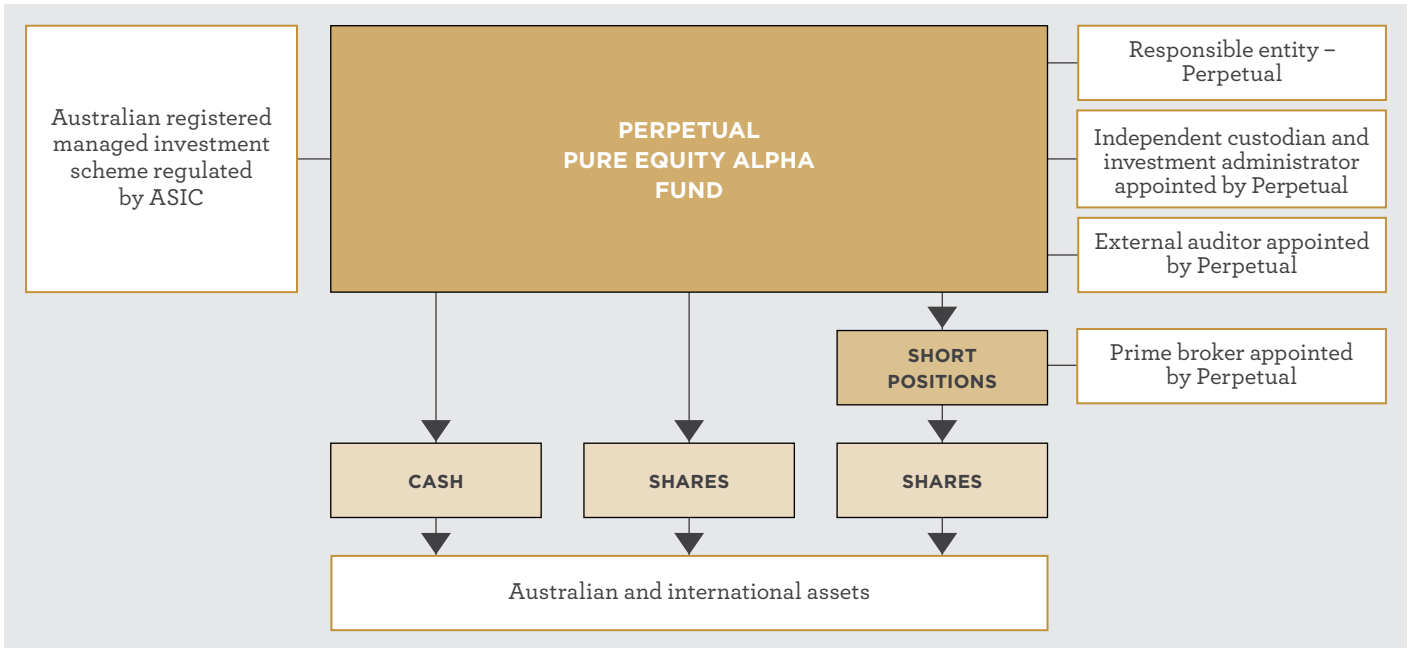 Australian registered
managed investment
scheme regulated
by ASIC
PERPETUAL
PURE EQUITY ALPHA
FUND
Responsible entity –
Perpetual
Independent custodian and
investment administrator
appointed by Perpetual
External auditor appointed
by Perpetual
SHORT
POSITIONS
Prime broker appointed
by Perpetual
CASH
SHARES
SHARES
Australian and international assets